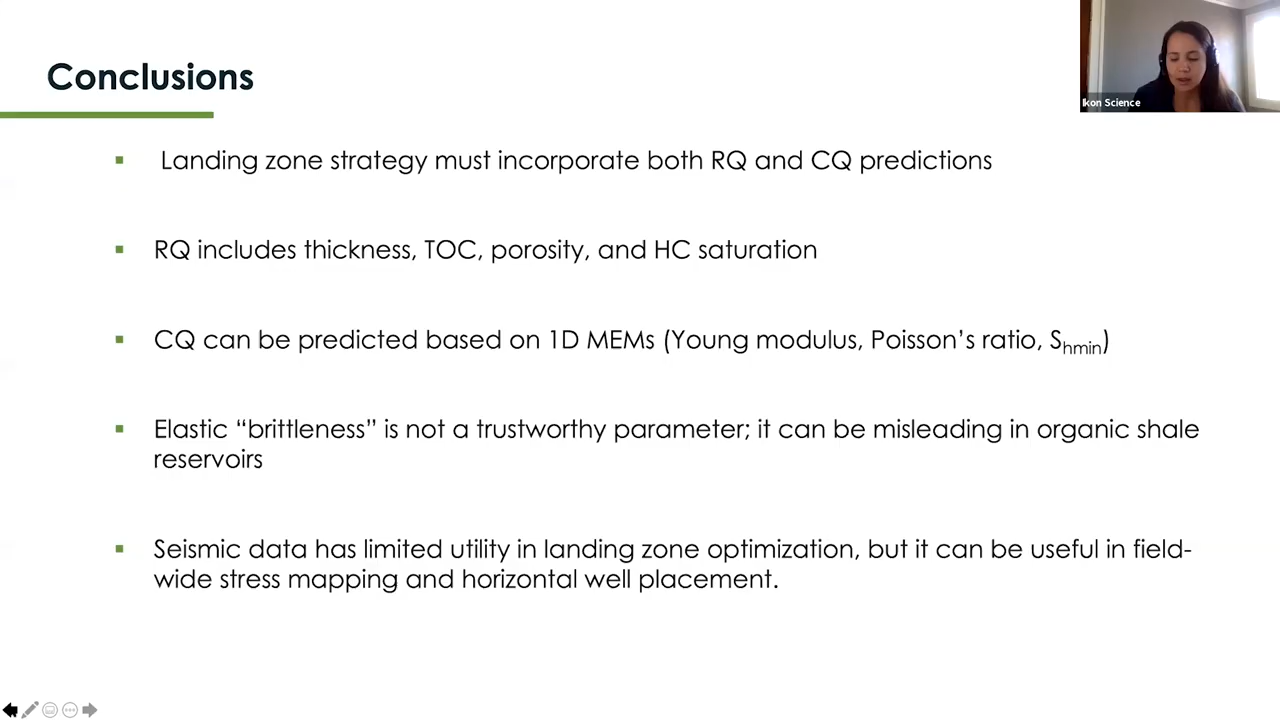 Conclusions
Ikon Science
Landing zone strategy must incorporate both RQ and CQ predictions
RQ includes thickness, TOC, porosity, and HC saturation
CQ can be predicted based on 1D MEMs (Young modulus, Poisson’s ratio, Shmin)
Elastic “brittleness” is not a trustworthy parameter; it can be misleading in organic shale
reservoirs
Seismic data has limited utility in landing zone optimization, but it can be useful in field-
wide stress mapping and horizontal well placement.